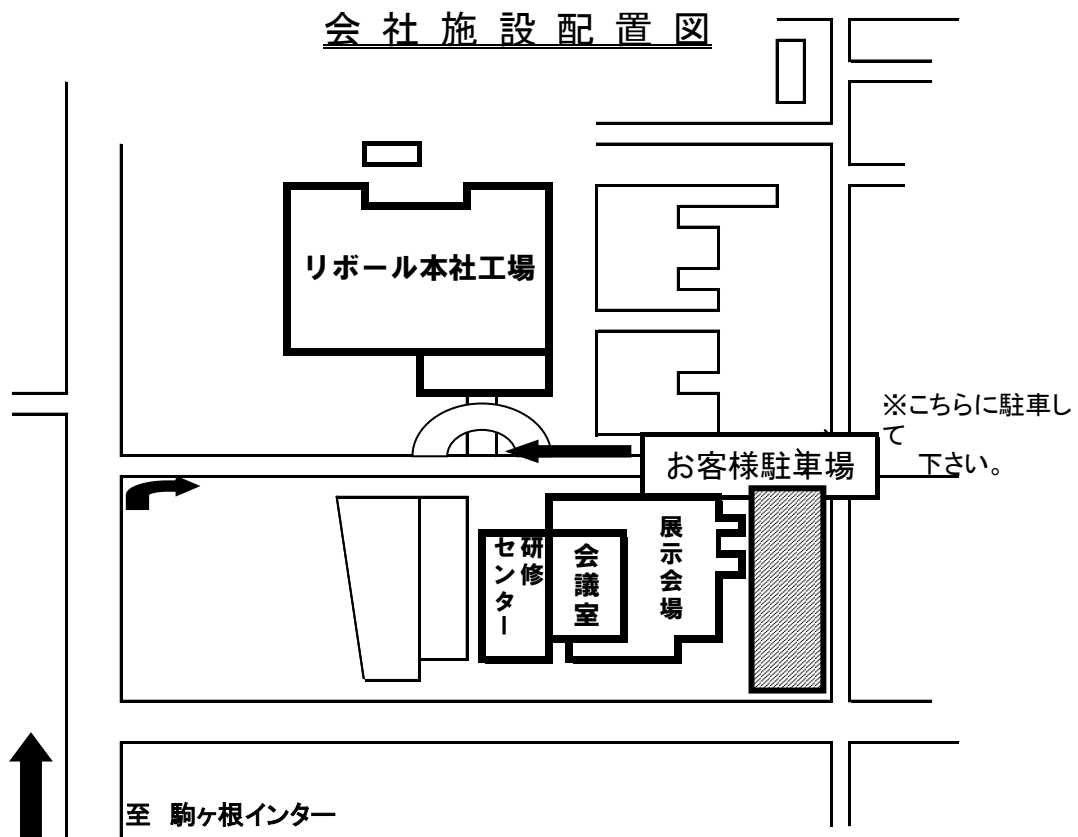 会社施設配置図
リボール本社工場
※こちらに駐車し
て
下さい。
お客様駐車場
研修
センター
会議室
展示会場
至 駒ヶ根インター